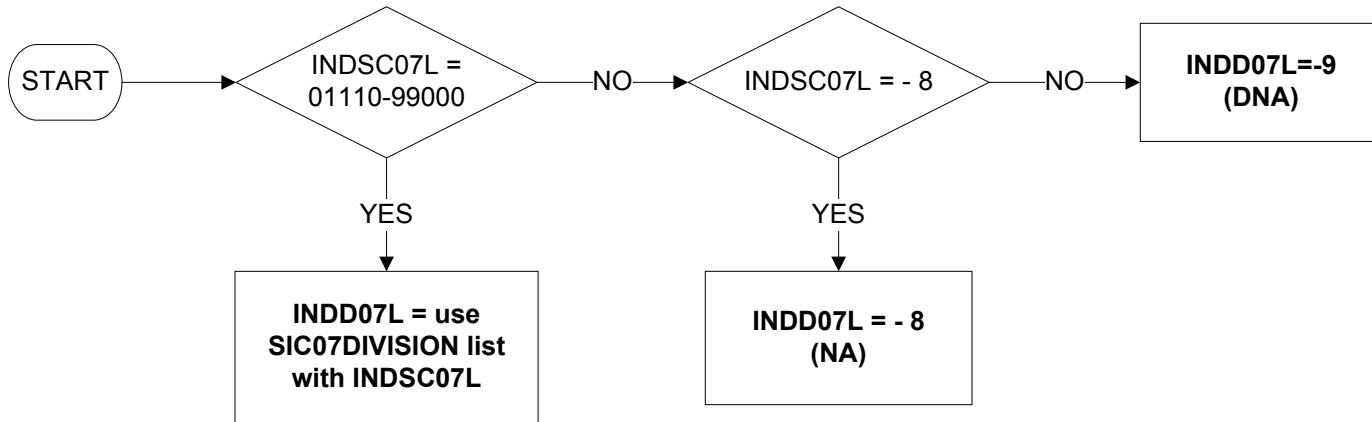 START
INDSC07L =
01110-99000
NO
INDSC07L = - 8
NO
INDD07L=-9
(DNA)
YES
YES
INDD07L = use
SIC07DIVISION list
with INDSC07L
INDD07L = - 8
(NA)